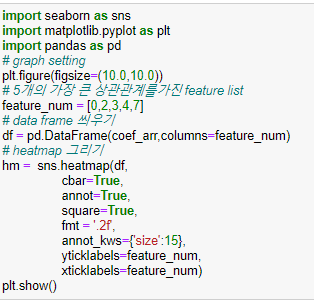 import seaborn as sns
import matplotlib.pyplot as plt
import pandas as pd
# graph setting
plt.figure(figsize=(10.0,10.0))
# 5개의 가장 큰 상관관계를가진 feature list
feature_num = [0,2,3,4,7]
# data frame 씌우기
df = pd.DataFrame(coef_arr,columns=feature_num)
# heatmap 그리기
hm =  sns.heatmap(df,
cbar=True,
annot=True,
square=True,
fmt = '.2f',
annot_kws={'size':15},
yticklabels=feature_num,
xticklabels=feature_num)
plt.show()